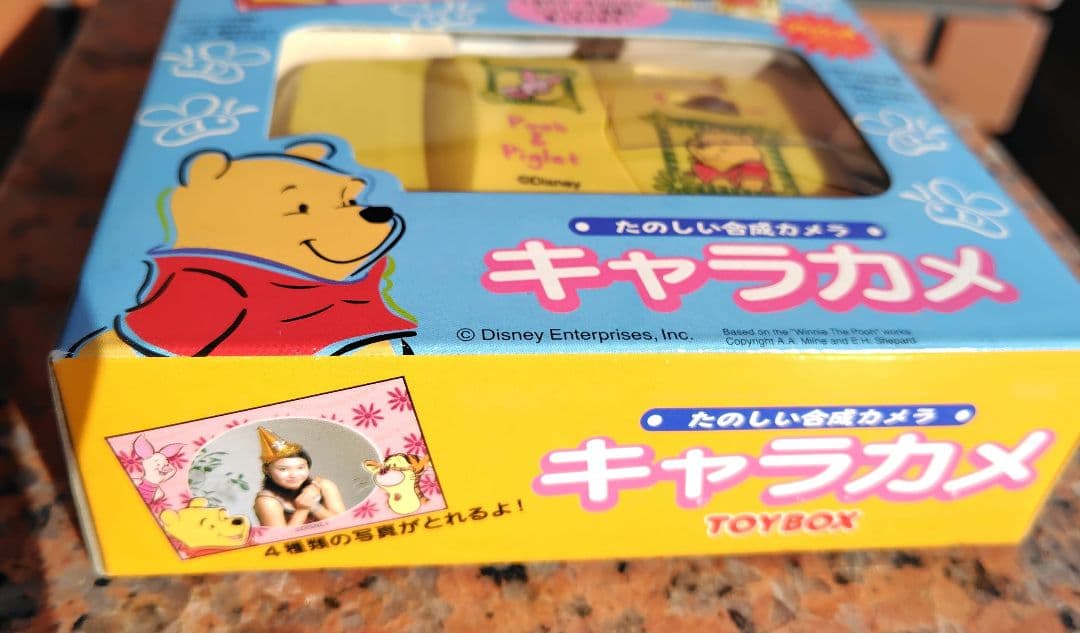 Pooh
&
Piglet
©Disney
たのしい合成カメラ
キャラカメ
© Disney Enterprises, Inc.
Based on the "Winnie The Pooh" works
Copyright A.A. Milne and E.H. Shepard
たのしい合成カメラ
キャラカメ
TOYBOX
©DISNEY
4種類の写真がとれるよ!